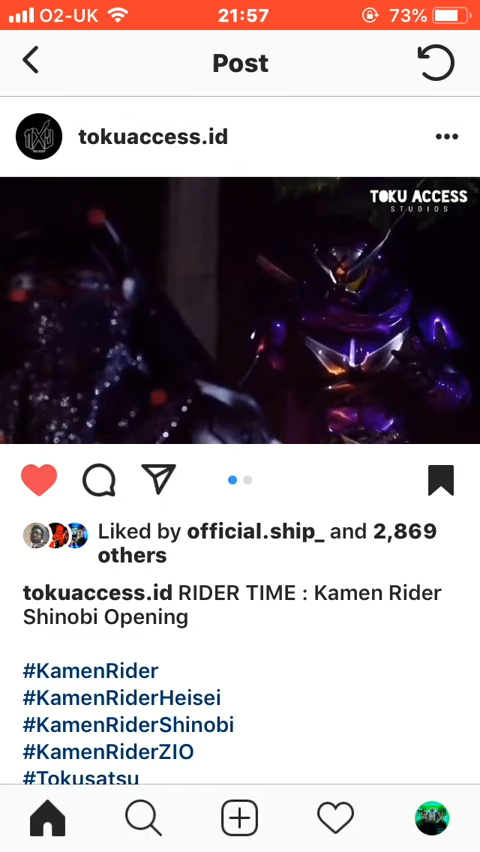 O2-UK 21:57 73%
Post
tokuaccess.id
TOKU ACCESS
STUDIOS
Liked by official.ship_ and 2,869
others
tokuaccess.id RIDER TIME : Kamen Rider
Shinobi Opening
#KamenRider
#KamenRiderHeisei
#KamenRiderShinobi
#KamenRiderZIO
#Tokusatsu